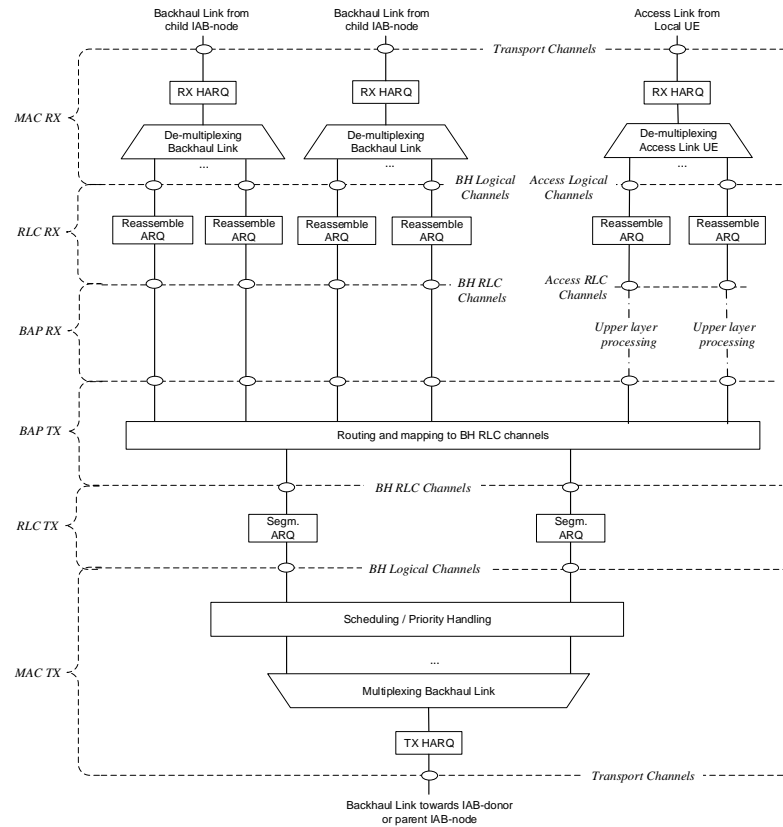 Backhaul Link from
child IAB-node
Backhaul Link from
child IAB-node
Access Link from
Local UE
Transport Channels
RX HARQ
RX HARQ
RX HARQ
MAC RX
De-multiplexing
Backhaul Link
De-multiplexing
Backhaul Link
De-multiplexing
Access Link UE
...
...
...
BH Logical
Channels
Access Logical
Channels
RLC RX
Reassemble
ARQ
Reassemble
ARQ
Reassemble
ARQ
Reassemble
ARQ
Reassemble
ARQ
Reassemble
ARQ
BH RLC
Channels
Access RLC
Channels
BAP RX
Upper layer
processing
Upper layer
processing
BAP TX
Routing and mapping to BH RLC channels
BH RLC Channels
RLC TX
Segm.
ARQ
Segm.
ARQ
BH Logical Channels
Scheduling / Priority Handling
...
MAC TX
Multiplexing Backhaul Link
TX HARQ
Transport Channels
Backhaul Link towards IAB-donor
or parent IAB-node